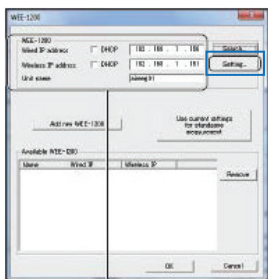 WEE-1200
WEE-1200
Wired IP address DHCP 192 . 168 . 1 . 100 Search...
Wireless IP address DHCP 192 . 168 . 1 . 101 Setting...
Unit name
Add new WEE-1200
Use current settings
for standalone
measurement
Available WEE-1200
Name Wired IP Wireless IP
Remove
OK Cancel